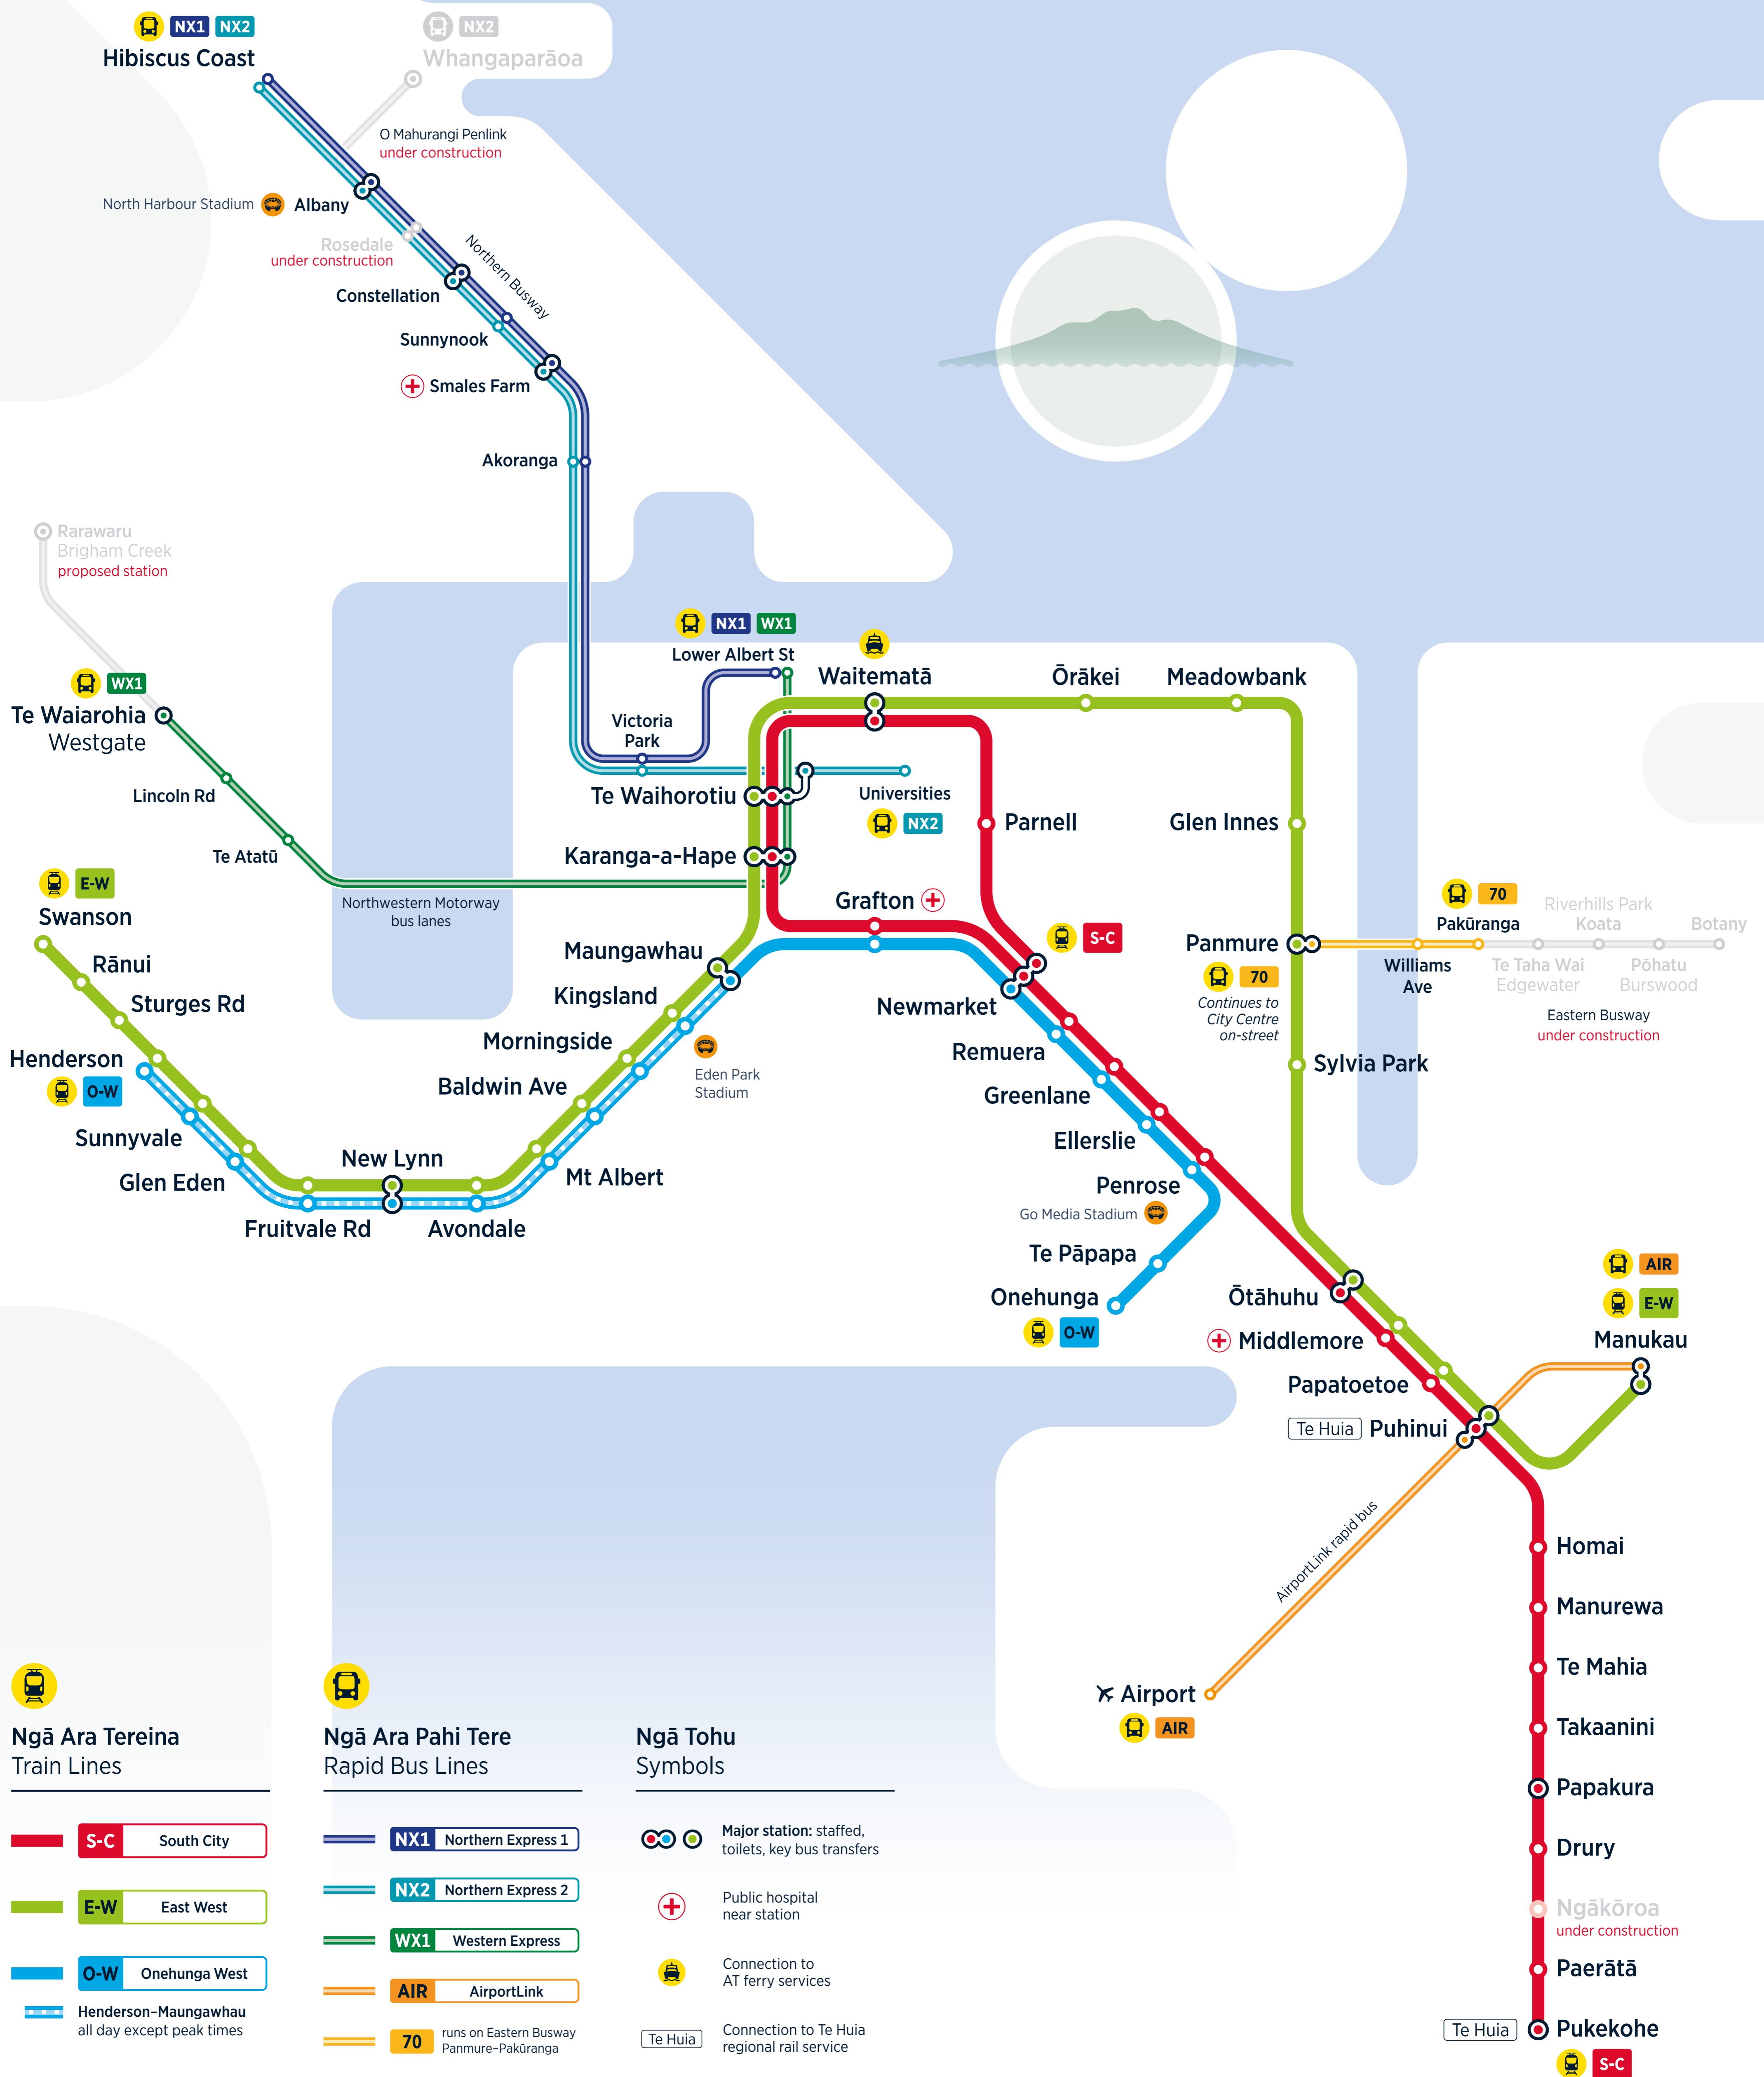 NX1 NX2
Hibiscus Coast
NX2
Whangaparāoa
O Mahurangi Penlink
under construction
North Harbour Stadium
Albany
Rosedale
under construction
Northern Busway
Constellation
Sunnynook
Smales Farm
Akoranga
Rarawaru
Brigham Creek
proposed station
WX1
Te Waiarohia
Westgate
Lincoln Rd
Te Atatū
Northwestern Motorway
bus lanes
NX1 WX1
Lower Albert St
Victoria
Park
Waitematā
Ōrākei
Meadowbank
Te Waihorotiu
Universities
NX2
Karanga-a-Hape
Parnell
Glen Innes
Grafton
S-C
E-W
Swanson
Rānui
Sturges Rd
Henderson
O-W
Sunnyvale
Glen Eden
Fruitvale Rd
New Lynn
Avondale
Mt Albert
Baldwin Ave
Morningside
Kingsland
Maungawhau
Eden Park
Stadium
Newmarket
Remuera
Greenlane
Ellerslie
Penrose
Go Media Stadium
Te Pāpapa
Onehunga
O-W
Panmure
70
Continues to
City Centre
on-street
70
Pakūranga
Williams
Ave
Te Taha Wai
Edgewater
Riverhills Park
Koata
Pōhatu
Burswood
Botany
Eastern Busway
under construction
Sylvia Park
Ōtāhuhu
Middlemore
Papatoetoe
Te Huia
Puhinui
AIR
E-W
Manukau
AirportLink rapid bus
Airport
AIR
Homai
Manurewa
Te Mahia
Takaanini
Papakura
Drury
Ngākōroa
under construction
Paerātā
Te Huia
Pukekohe
S-C
Ngā Ara Tereina
Train Lines
S-C South City
E-W East West
O-W Onehunga West
Henderson–Maungawhau
all day except peak times
Ngā Ara Pahi Tere
Rapid Bus Lines
NX1 Northern Express 1
NX2 Northern Express 2
WX1 Western Express
AIR AirportLink
70
runs on Eastern Busway
Panmure–Pakūranga
Ngā Tohu
Symbols
Major station: staffed,
toilets, key bus transfers
Public hospital
near station
Connection to
AT ferry services
Te Huia
Connection to Te Huia
regional rail service